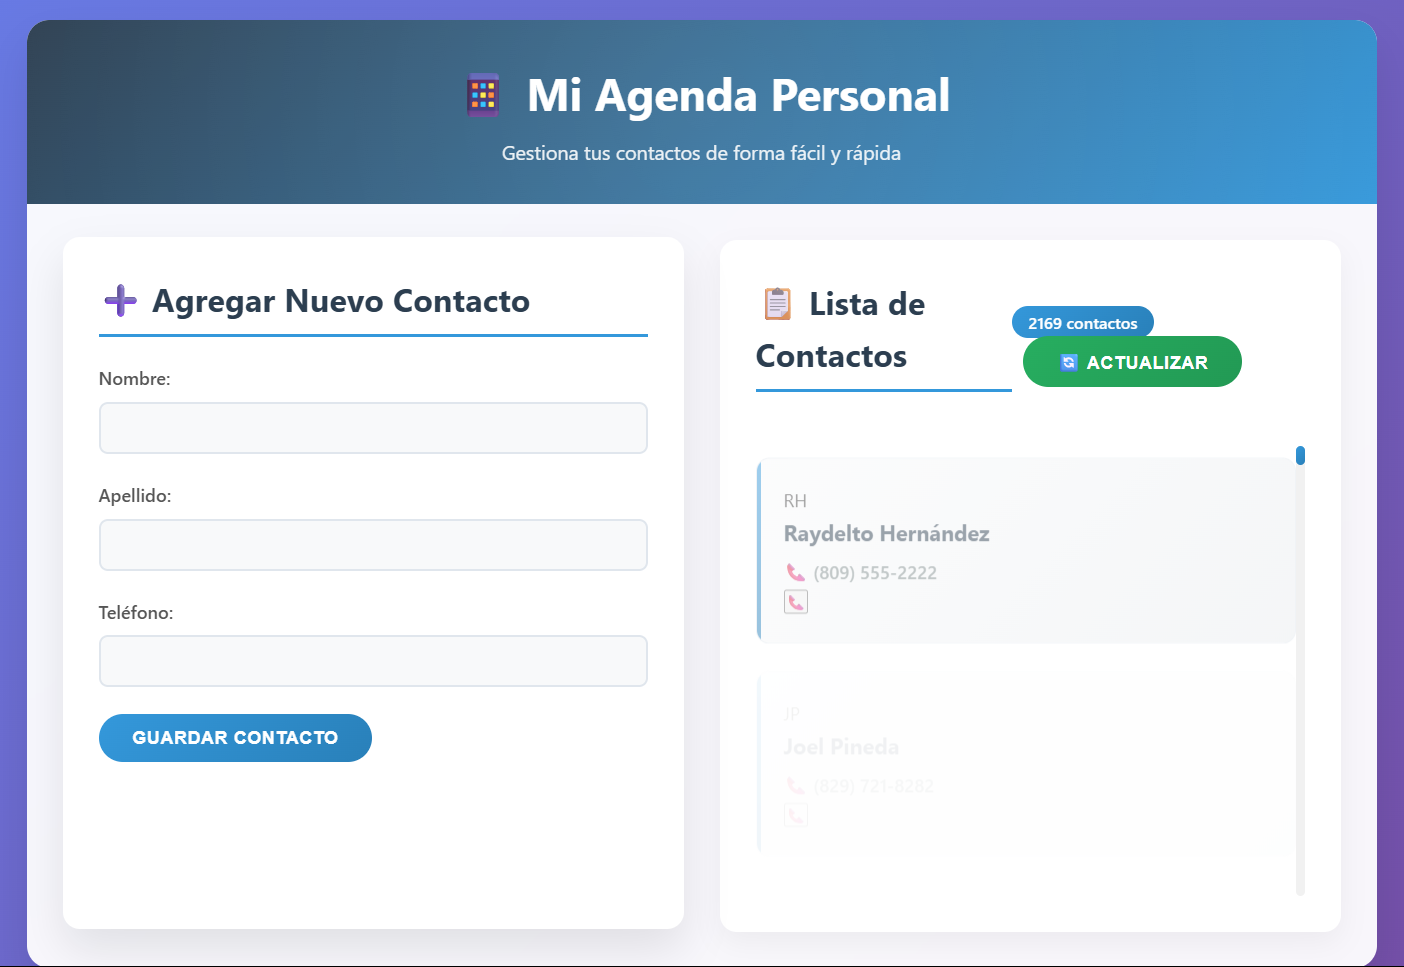 Mi Agenda Personal
Gestiona tus contactos de forma fácil y rápida
Agregar Nuevo Contacto
Nombre:
Apellido:
Teléfono:
GUARDAR CONTACTO
Lista de
Contactos
2169 contactos
ACTUALIZAR
RH
Raydelto Hernández
(809) 555-2222
JP
Joel Pineda
(829) 721-8282